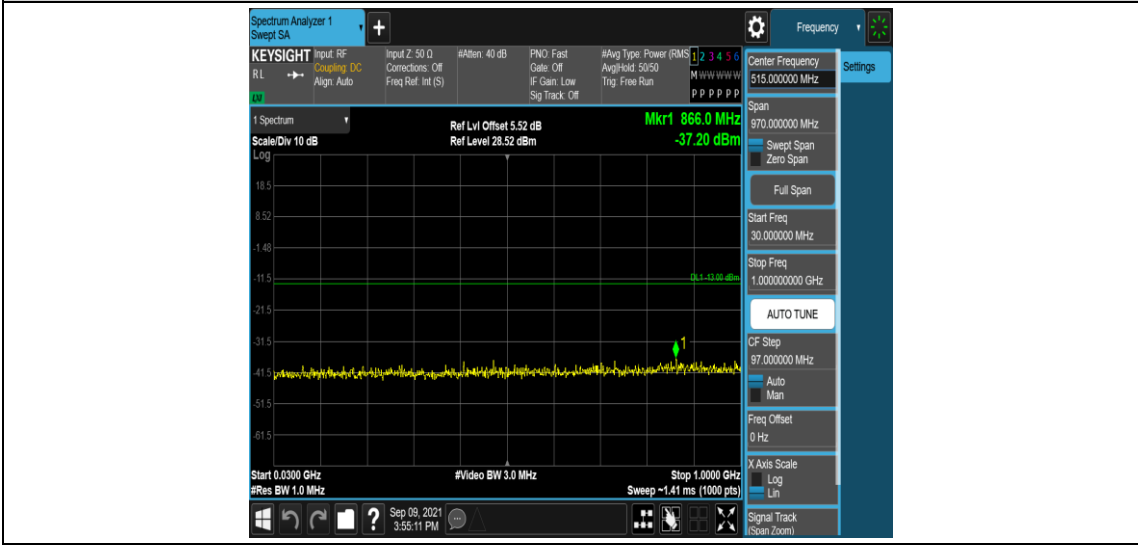 Spectrum Analyzer 1
Swept SA
+
Frequency
KEYSIGHT
RL
LM
Input: RF
Coupling: DC
Align: Auto
Input Z: 50 Ω
Corrections: Off
Freq Ref: Int (S)
#Atten: 40 dB
PNO: Fast
Gate: Off
IF Gain: Low
Sig Track: Off
#Avg Type: Power (RMS
Avg|Hold: 50/50
Trig: Free Run
1 2 3 4 5 6
M W W W W W
P P P P P P
1 Spectrum
Scale/Div 10 dB
Log
Ref Lvl Offset 5.52 dB
Ref Level 28.52 dBm
Mkr1 866.0 MHz
-37.20 dBm
18.5
8.52
-1.48
-11.5
DL1 -13.00 dBm
-21.5
-31.5
1
-41.5
-51.5
-61.5
Start 0.0300 GHz
#Res BW 1.0 MHz
#Video BW 3.0 MHz
Stop 1.0000 GHz
Sweep ~1.41 ms (1000 pts)
?
Sep 09, 2021
3:55:11 PM
Center Frequency
515.000000 MHz
Settings
Span
970.000000 MHz
Swept Span
Zero Span
Full Span
Start Freq
30.000000 MHz
Stop Freq
1.000000000 GHz
AUTO TUNE
CF Step
97.000000 MHz
Auto
Man
Freq Offset
0 Hz
X Axis Scale
Log
Lin
Signal Track
(Span Zoom)